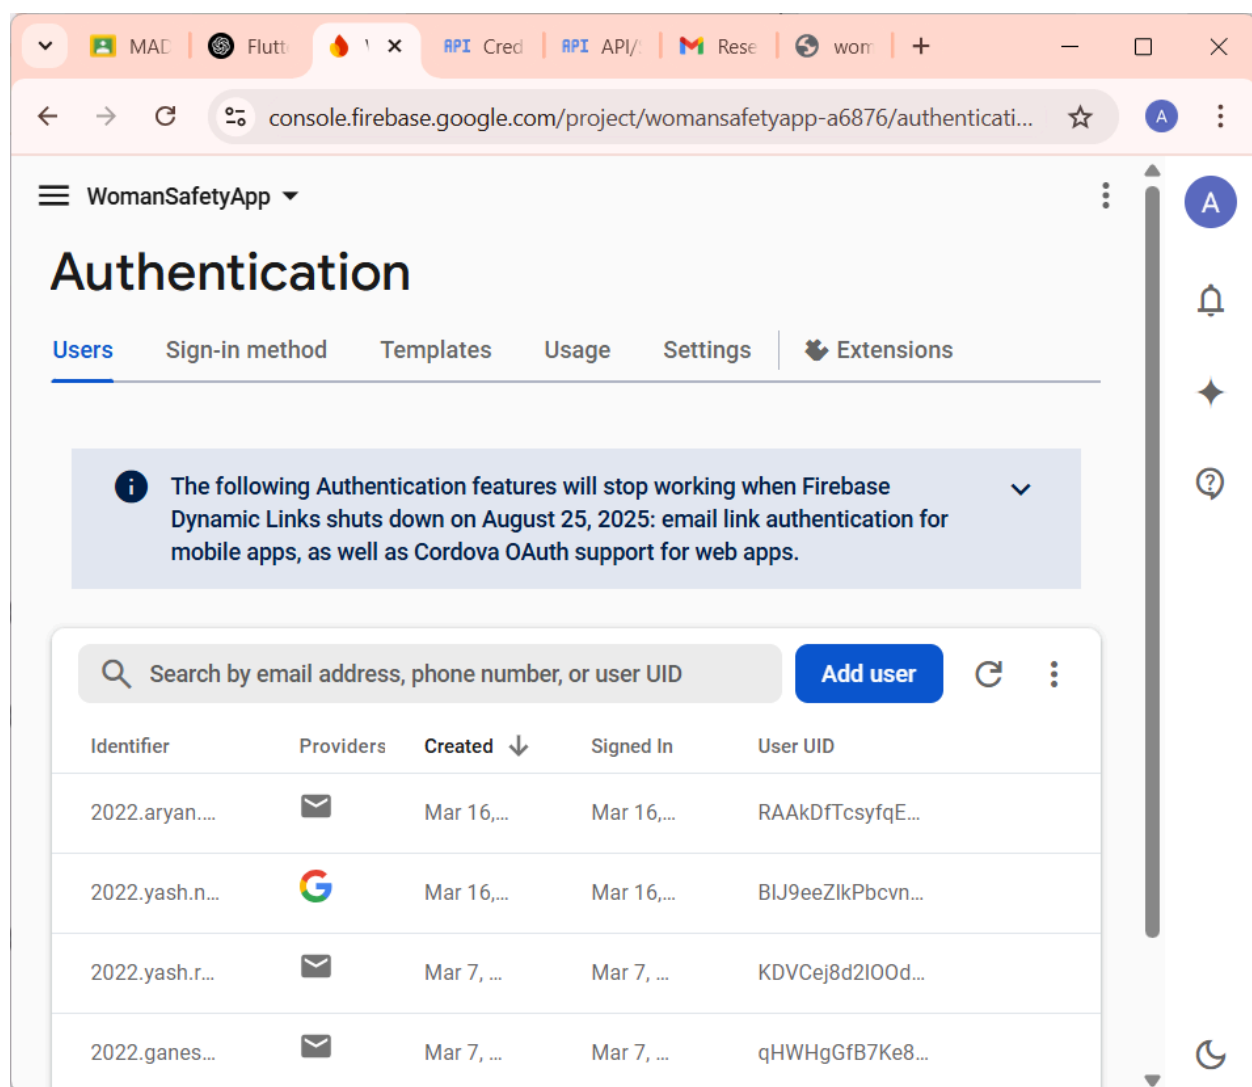 MAD
Flutt
API Cred
API API/
Rese
wom
console.firebase.google.com/project/womansafetyapp-a6876/authenticati...
A
WomanSafetyApp
A
Authentication
Users Sign-in method Templates Usage Settings Extensions
The following Authentication features will stop working when Firebase
Dynamic Links shuts down on August 25, 2025: email link authentication for
mobile apps, as well as Cordova OAuth support for web apps.
Search by email address, phone number, or user UID
Add user
Identifier Providers Created Signed In User UID
2022.aryan.... Mar 16,... Mar 16,... RAAkDfTcsyfqE...
2022.yash.n... Mar 16,... Mar 16,... BIJ9eeZlkPbcvn...
2022.yash.r... Mar 7, ... Mar 7, ... KDVCej8d2IOOd...
2022.ganes... Mar 7, ... Mar 7, ... qHWHgGfB7Ke8...